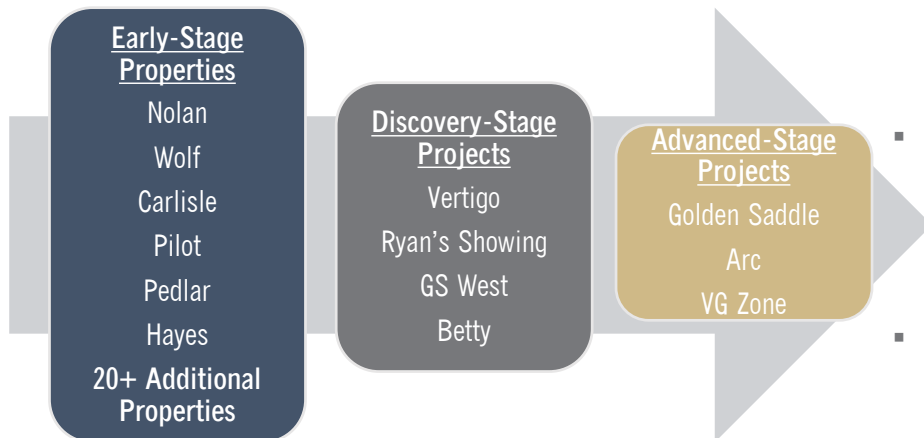 Early-Stage
Properties
Nolan
Wolf
Carlisle
Pilot
Pedlar
Hayes
20+ Additional
Properties
Discovery-Stage
Projects
Vertigo
Ryan's Showing
GS West
Betty
Advanced-Stage
Projects
Golden Saddle
Arc
VG Zone